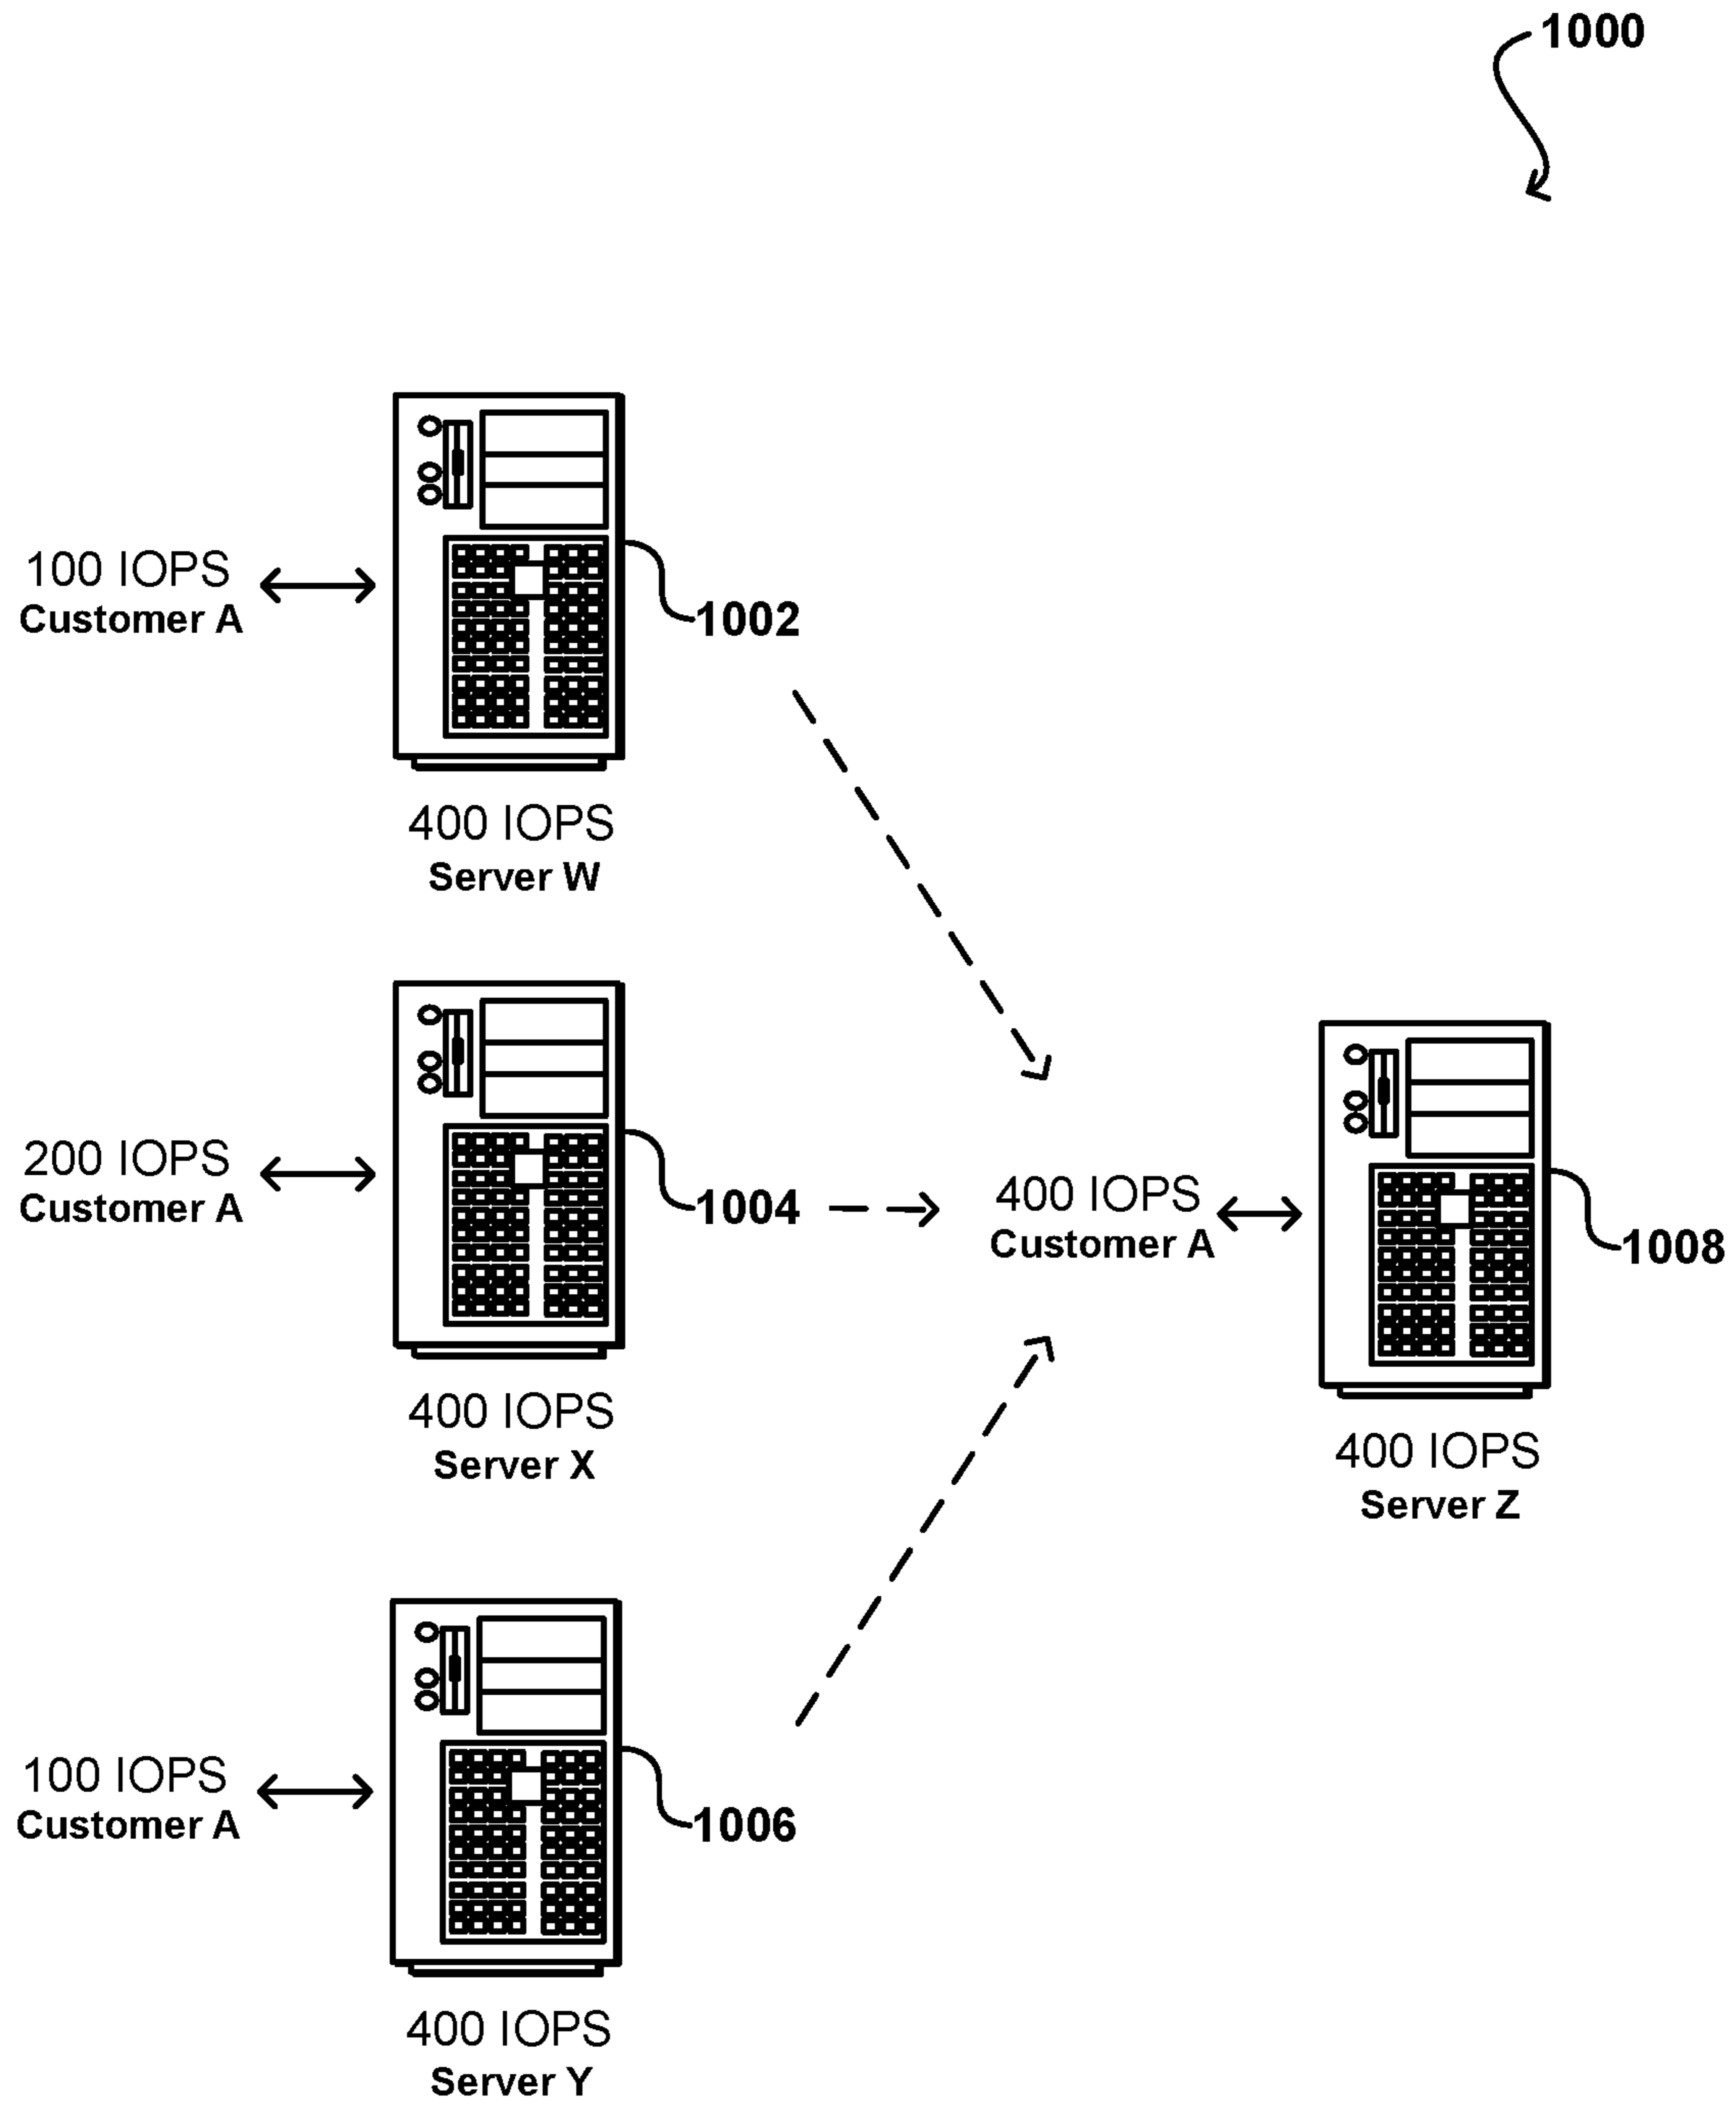 1000
100 IOPS
Customer A
1002
400 IOPS
Server W
200 IOPS
Customer A
1004
400 IOPS
Customer A
1008
400 IOPS
Server X
400 IOPS
Server Z
100 IOPS
Customer A
1006
400 IOPS
Server Y